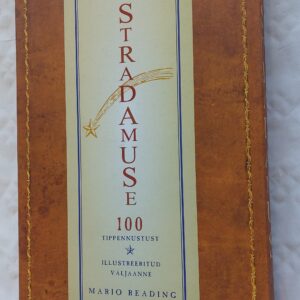 STRADAMUSE
100
TIPPENNUSTUST
ILLUSTREERITUD
VÄLJAANNE
MARIO READING